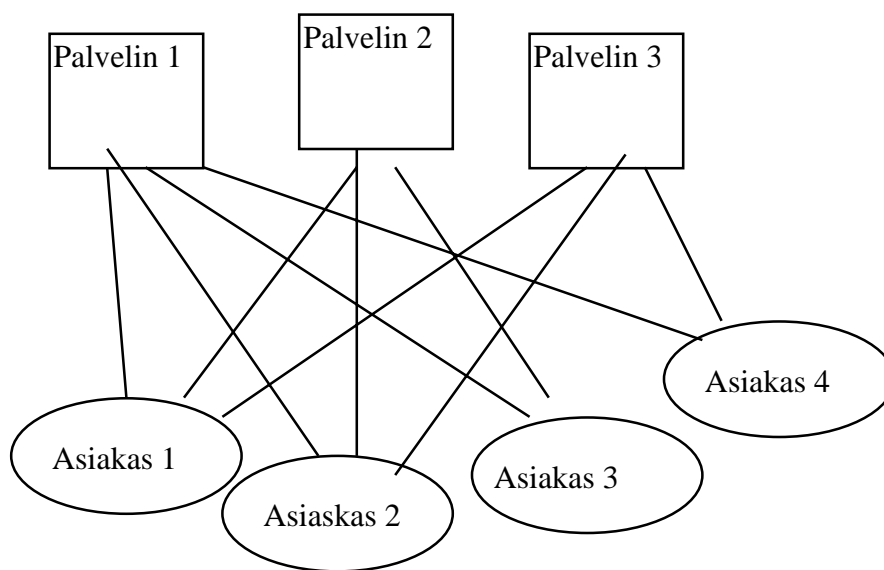 Palvelin 1
Palvelin 2
Palvelin 3
Asiakas 4
Asiakas 1
Asiakas 3
Asiaskas 2